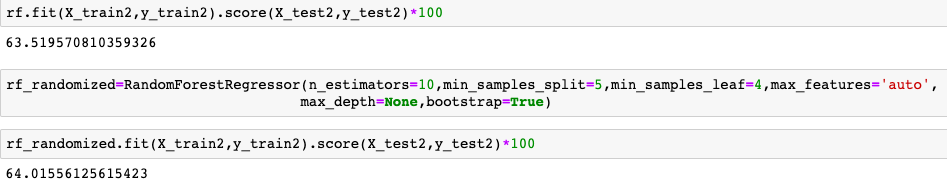 rf.fit(X_train2,y_train2).score(X_test2,y_test2)*100
63.519570810359326
rf_randomized=RandomForestRegressor(n_estimators=10,min_samples_split=5,min_samples_leaf=4,max_features='auto',
max_depth=None,bootstrap=True)
rf_randomized.fit(X_train2,y_train2).score(X_test2,y_test2)*100
64.01556125615423